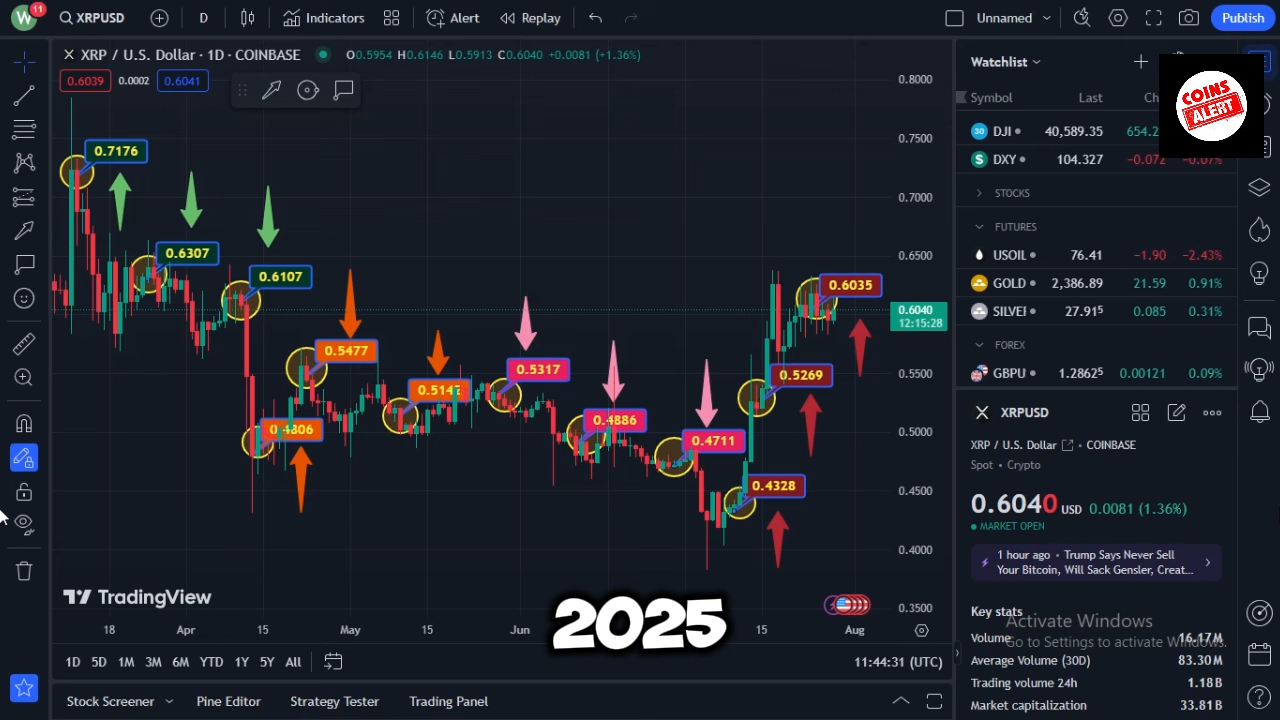 W 11 XRPUSD D Indicators Alert Replay Unnamed Publish
XRP / U.S. Dollar · 1D · COINBASE O0.5954 H0.6146 L0.5913 C0.6040 +0.0081 (+1.36%)
0.6039 0.0002 0.6041
0.8000
0.7500
0.7000
0.6500
0.6040
12:15:28
0.5500
0.5000
0.4500
0.4000
0.3500
0.7176
0.6307
0.6107
0.5477
0.4806
0.5142
0.5317
0.4886
0.4711
0.4328
0.5269
0.6035
TradingView
2025
18 Apr 15 May 15 Jun 15 Aug
1D 5D 1M 3M 6M YTD 1Y 5Y All 11:44:31 (UTC)
Stock Screener Pine Editor Strategy Tester Trading Panel
Watchlist
COINS
ALERT
Symbol Last Ch
30 DJI 40,589.35 654.2
$ DXY 104.327 -0.072 -0.07%
STOCKS
FUTURES
USOIL 76.41 -1.90 -2.43%
GOLD 2,386.89 21.59 0.91%
SILVEI 27.915 0.085 0.31%
FOREX
GBPU 1.28625 0.00121 0.09%
XRPUSD
XRP / U.S. Dollar · COINBASE
Spot · Crypto
0.6040 USD 0.0081 (1.36%)
MARKET OPEN
1 hour ago · Trump Says Never Sell
Your Bitcoin, Will Sack Gensler, Creat...
Key stats
Activate Windows
Go to Settings to activate Windows.
Volume 16.17M
Average Volume (30D) 83.30M
Trading volume 24h 1.18B
Market capitalization 33.81B